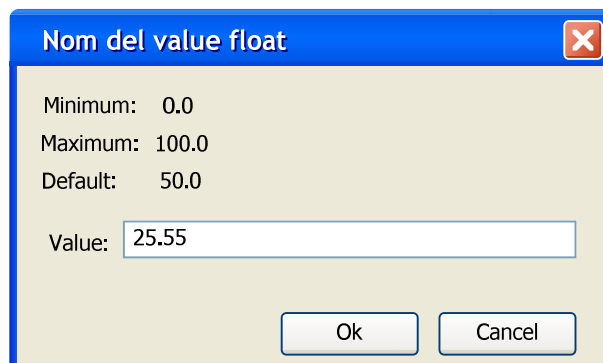 Nom del value float
Minimum: 0.0
Maximum: 100.0
Default: 50.0
Value: 25.55
Ok Cancel